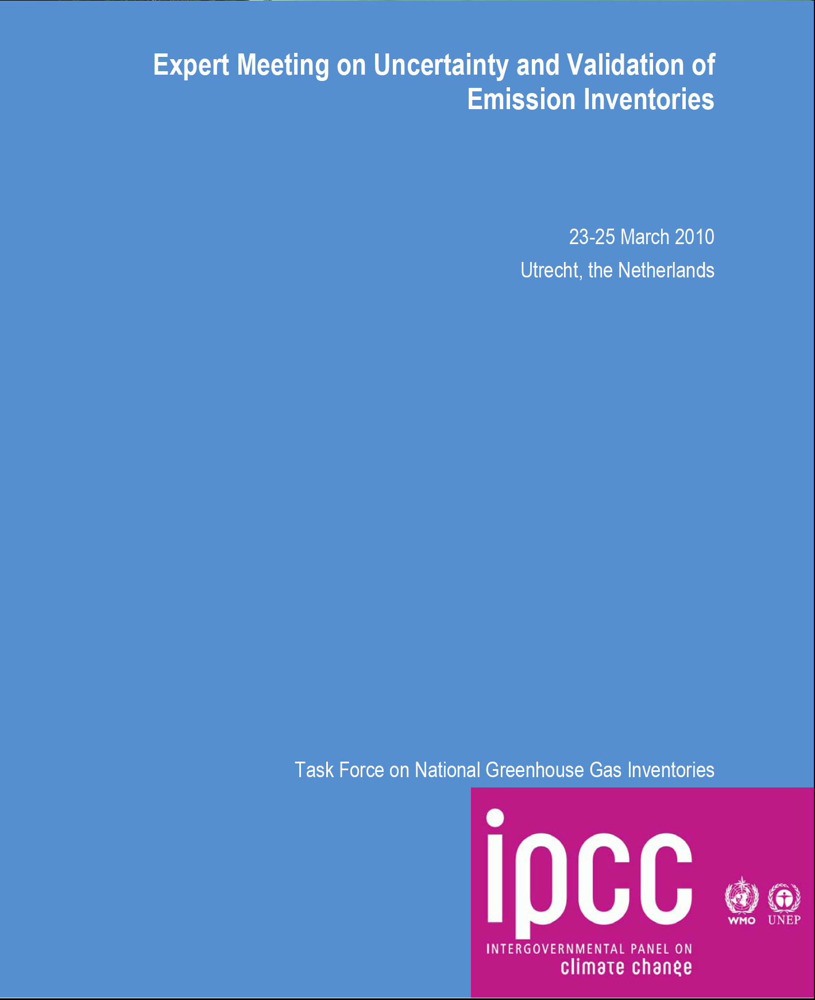 Expert Meeting on Uncertainty and Validation of
Emission Inventories
23-25 March 2010
Utrecht, the Netherlands
Task Force on National Greenhouse Gas Inventories
ipcc
WMO UNEP
INTERGOVERNMENTAL PANEL ON
climate change